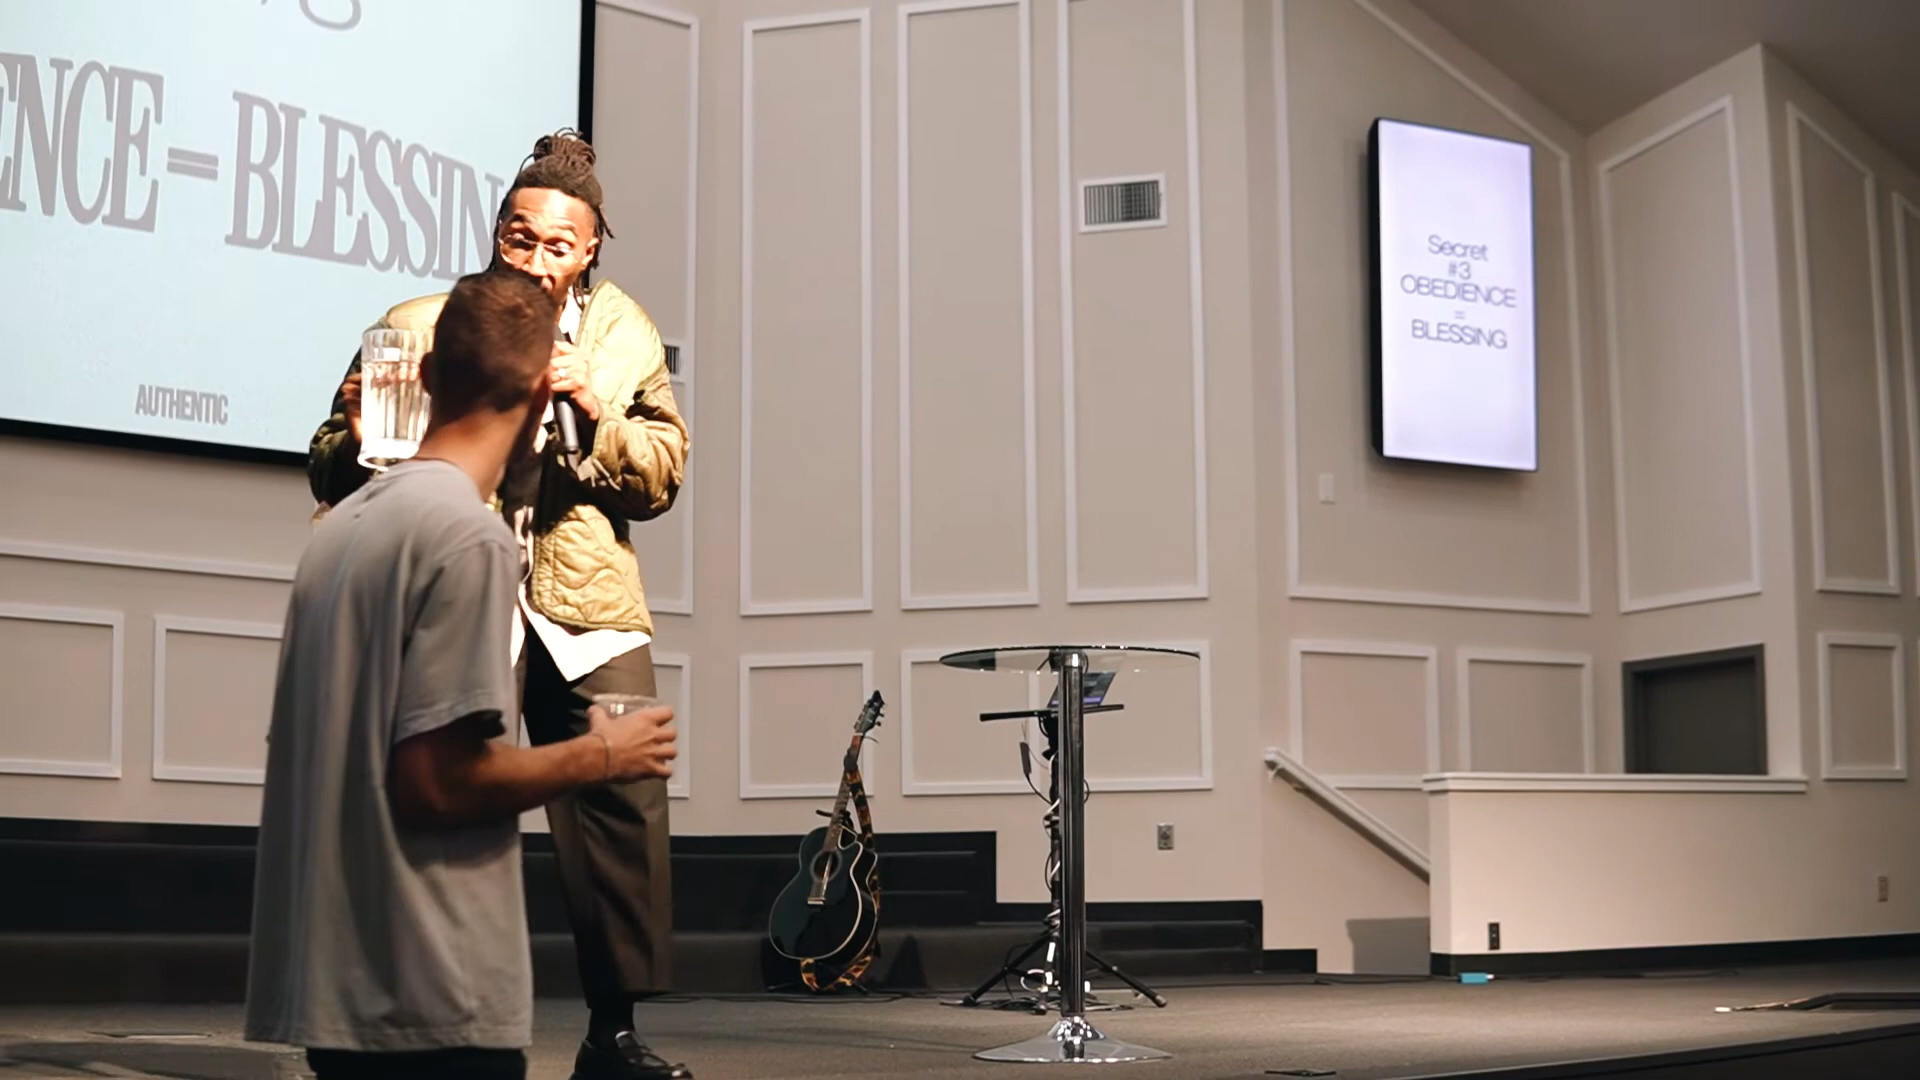 ENCE = BLESSIN
AUTHENTIC
Secret
#3
OBEDIENCE
=
BLESSING